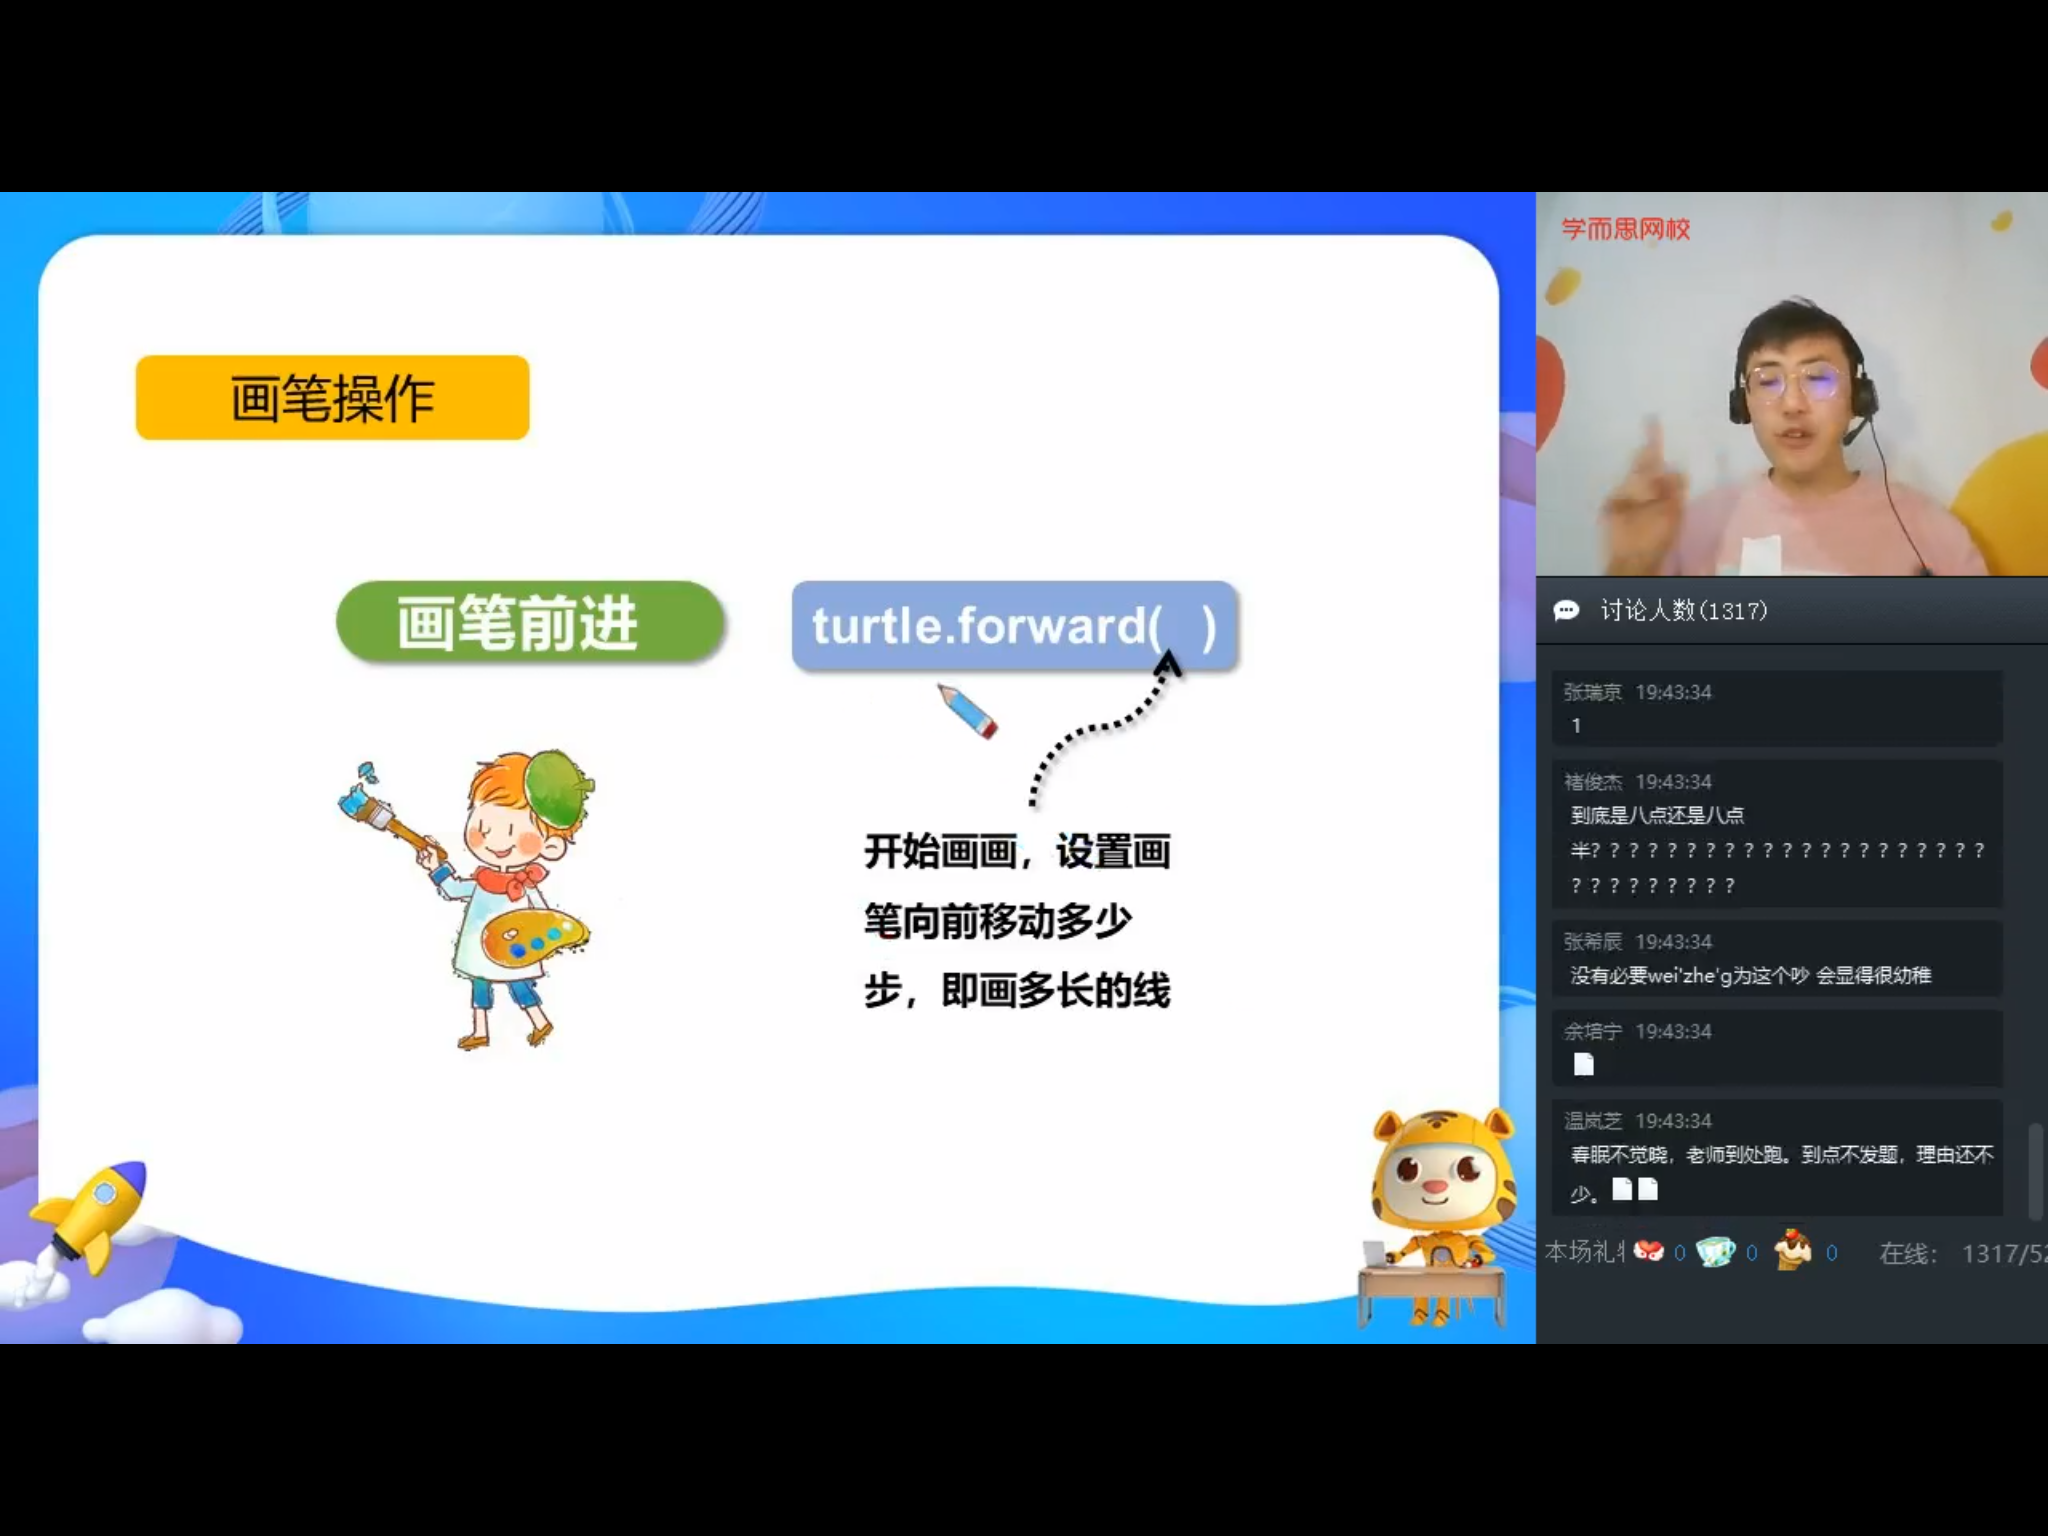 画笔操作
画笔前进
turtle.forward( )
开始画画，设置画
笔向前移动多少
步，即画多长的线
学而思网校
讨论人数(1317)
张瑞京 19:43:34
1
褚俊杰 19:43:34
到底是八点还是八点
半？？？？？？？？？？？？？？？？？？？？？
？？？？？？？？？
张希辰 19:43:34
没有必要wei'zhe'g为这个吵 会显得很幼稚
余培宁 19:43:34
温岚芝 19:43:34
春眠不觉晓，老师到处跑。到点不发题，理由还不
少。
本场礼 0 0 0 在线： 1317/52